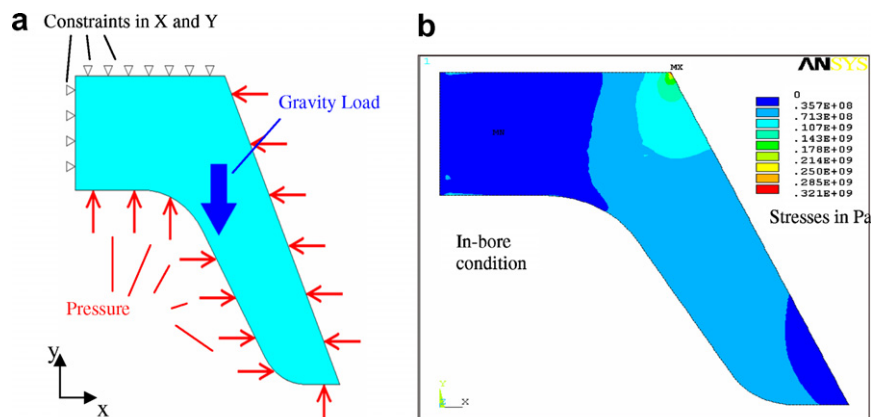 a
Constraints in X and Y
Gravity Load
Pressure
y
x
b
1
MX
ANSYS
0
.357E+08
.713E+08
.107E+09
.143E+09
.178E+09
.214E+09
.250E+09
.285E+09
.321E+09
Stresses in Pa
In-bore
condition
Y
X